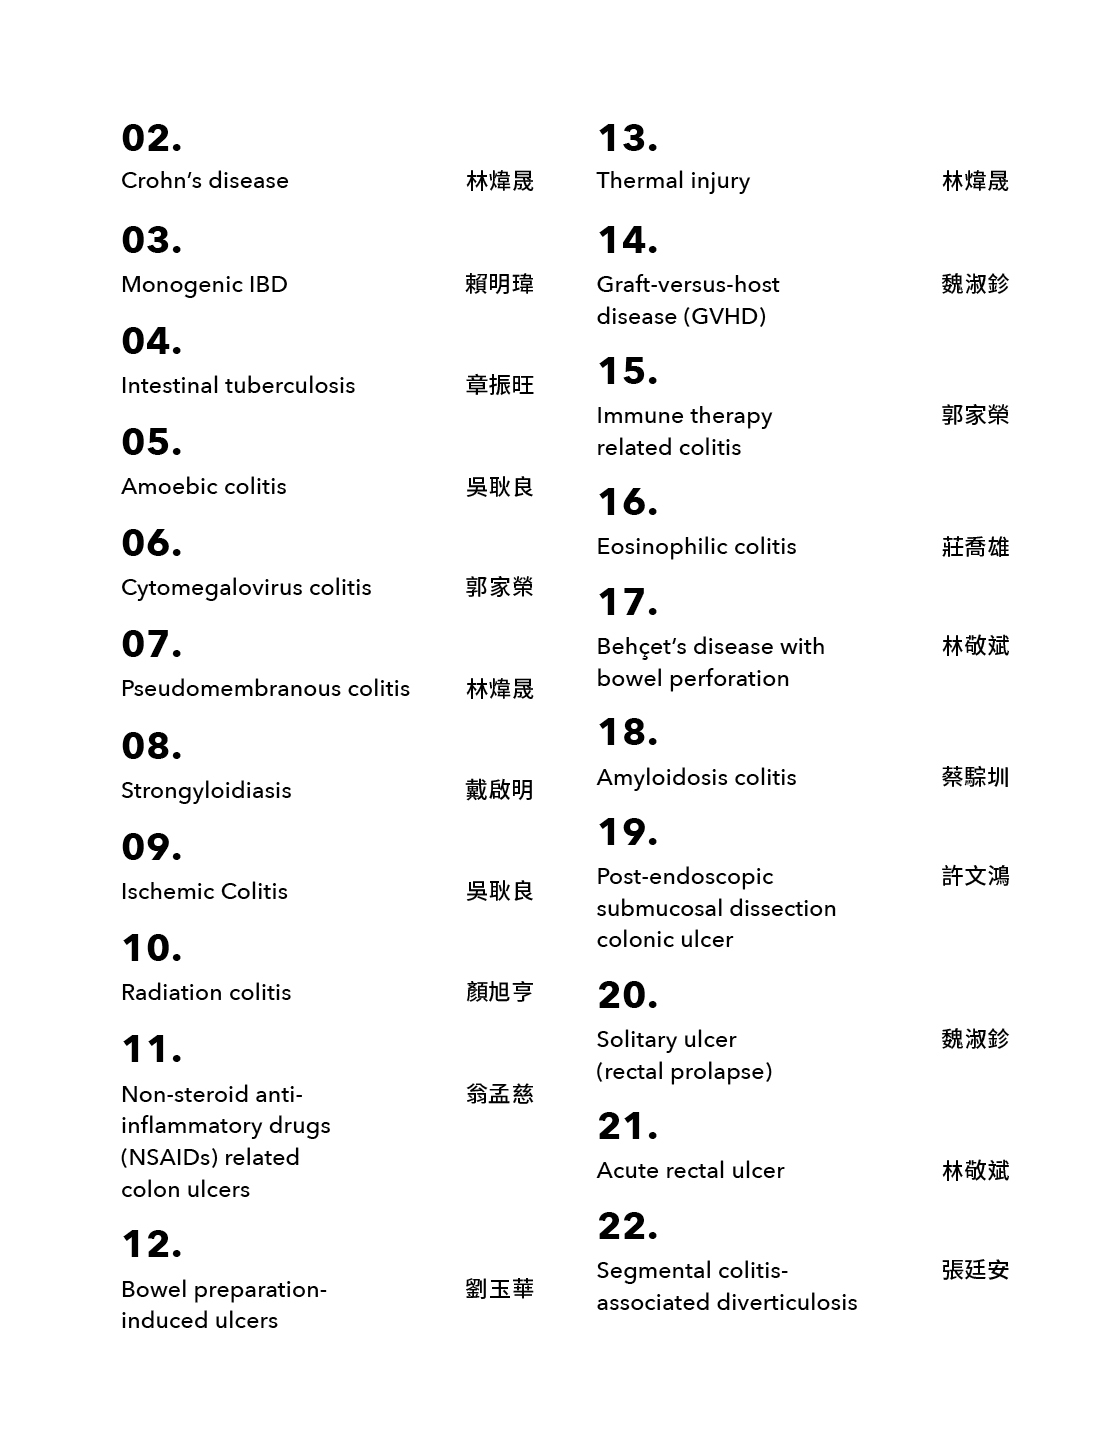 02.
Crohn‘s disease 林煒晟
03.
Monogenic IBD 賴明瑋
04.
Intestinal tuberculosis 章振旺
05.
Amoebic colitis 吳耿良
06.
Cytomegalovirus colitis 郭家榮
07.
Pseudomembranous colitis 林煒晟
08.
Strongyloidiasis 戴啟明
09.
Ischemic Colitis 吳耿良
10.
Radiation colitis 顏旭亨
11.
Non-steroid anti- 翁孟慈
inflammatory drugs
(NSAIDs) related
colon ulcers
12.
Bowel preparation- 劉玉華
induced ulcers
13.
Thermal injury 林煒晟
14.
Graft-versus-host 魏淑鉁
disease (GVHD)
15.
Immune therapy 郭家榮
related colitis
16.
Eosinophilic colitis 莊喬雄
17.
Behçet‘s disease with 林敬斌
bowel perforation
18.
Amyloidosis colitis 蔡騌圳
19.
Post-endoscopic 許文鴻
submucosal dissection
colonic ulcer
20.
Solitary ulcer 魏淑鉁
(rectal prolapse)
21.
Acute rectal ulcer 林敬斌
22.
Segmental colitis- 張廷安
associated diverticulosis